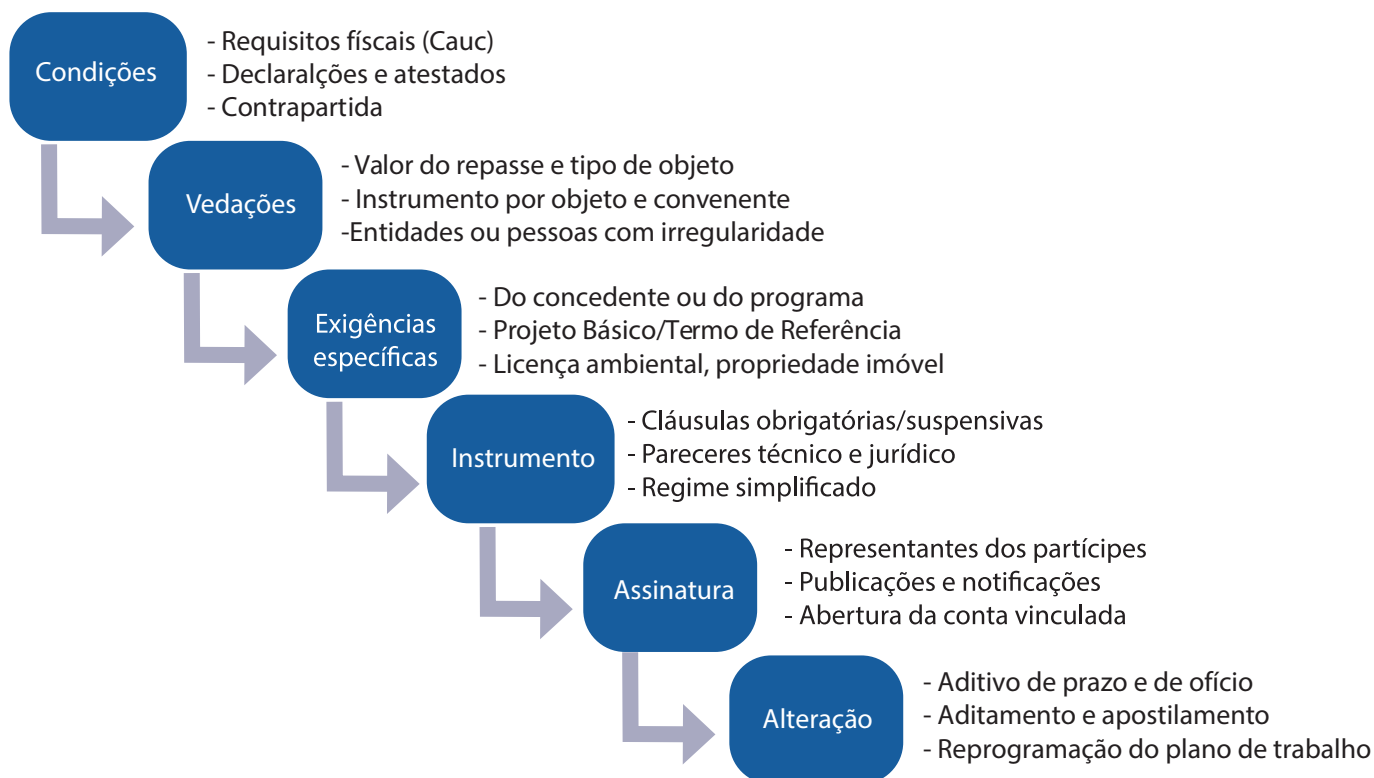 Condições
- Requisitos físcais (Cauc)
- Declaralções e atestados
- Contrapartida
Vedações
- Valor do repasse e tipo de objeto
- Instrumento por objeto e convenente
-Entidades ou pessoas com irregularidade
Exigências
específicas
- Do concedente ou do programa
- Projeto Básico/Termo de Referência
- Licença ambiental, propriedade imóvel
Instrumento
- Cláusulas obrigatórias/suspensivas
- Pareceres técnico e jurídico
- Regime simplificado
Assinatura
- Representantes dos partícipes
- Publicações e notificações
- Abertura da conta vinculada
Alteração
- Aditivo de prazo e de ofício
- Aditamento e apostilamento
- Reprogramação do plano de trabalho